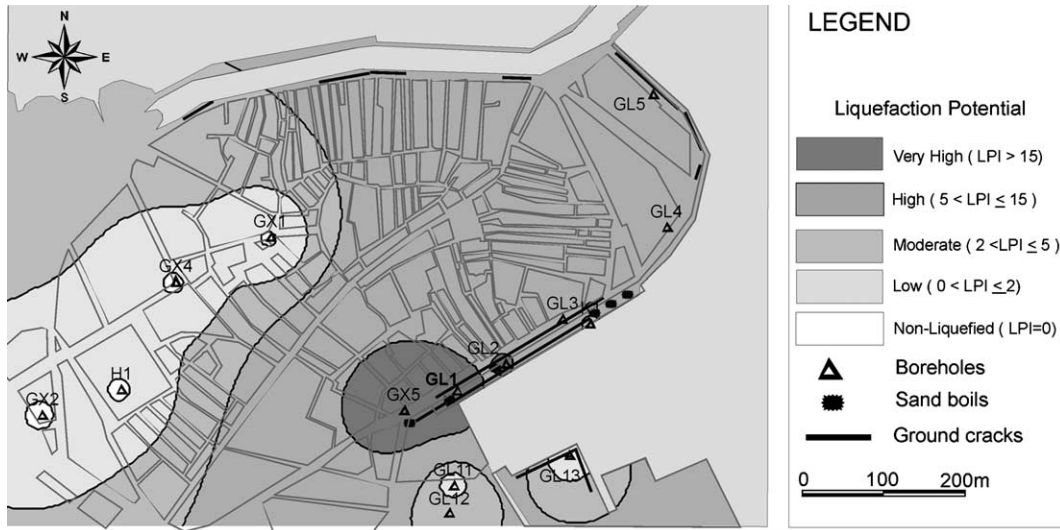 N
W E
S
GL5
GX1
GL4
GX4
GL3
GL2
H1
GL1
GX2
GX5
GL11
GL13
GL12
LEGEND
Liquefaction Potential
Very High ( LPI > 15)
High ( 5 < LPI ≤ 15)
Moderate ( 2 <LPI ≤ 5)
Low ( 0 < LPI ≤2)
Non-Liquefied ( LPI=0)
Boreholes
Sand boils
Ground cracks
0 100 200m